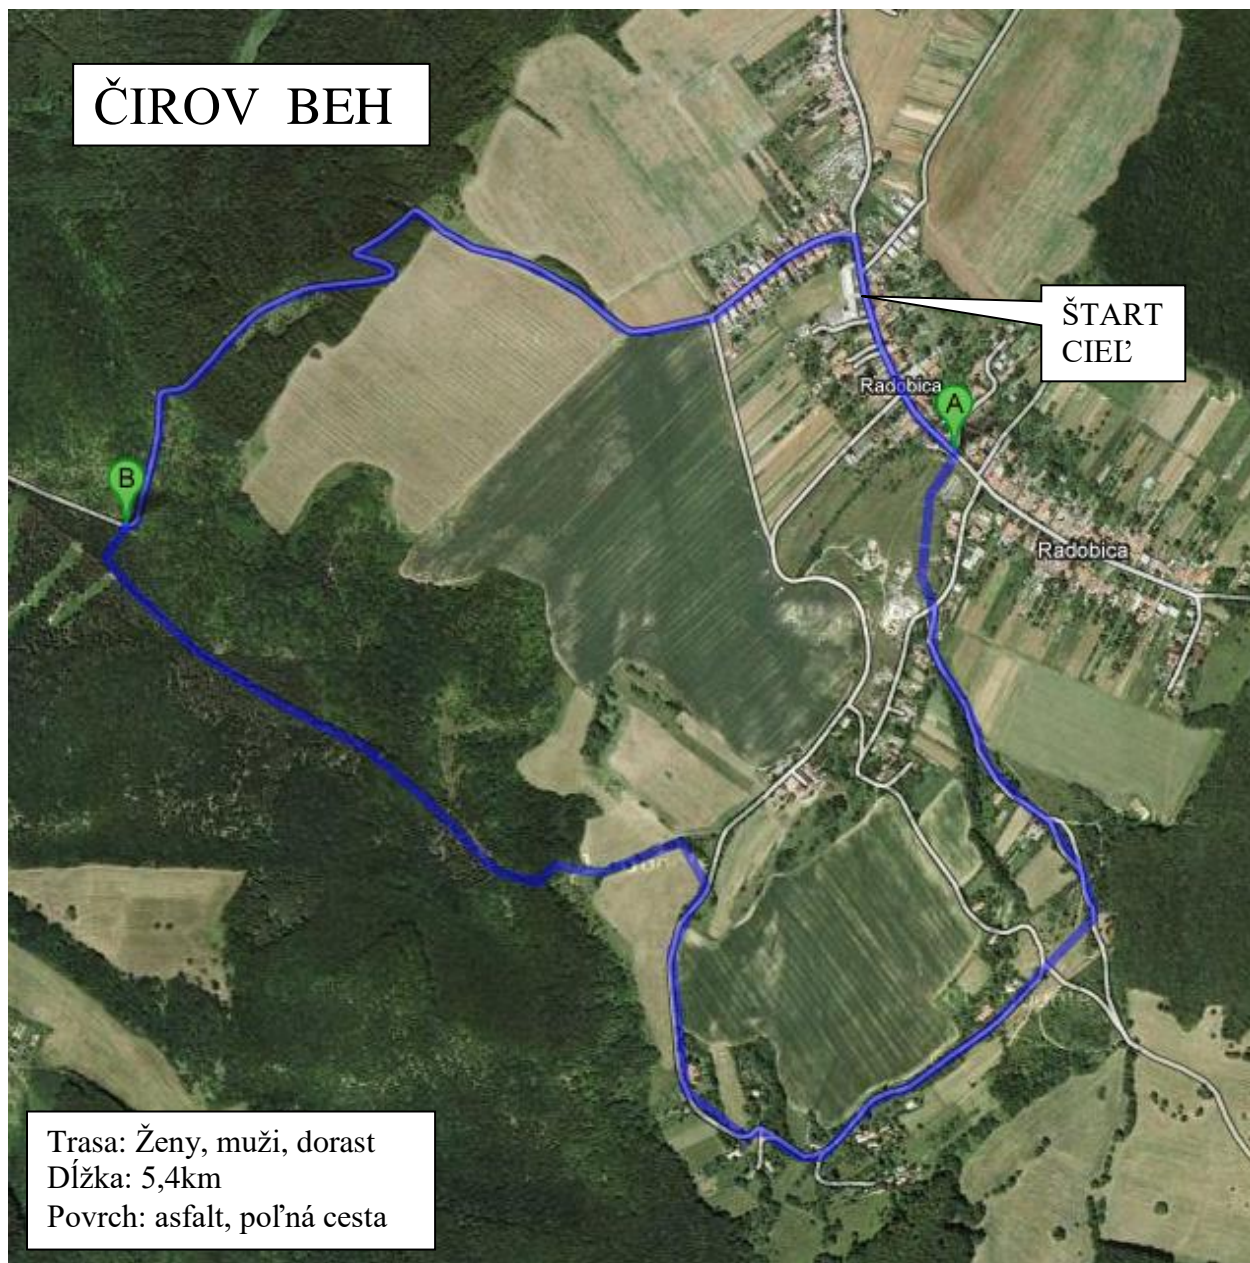 ČIROV BEH
ŠTART
CIEĽ
Radobica
A
B
Radobica
Trasa: Ženy, muži, dorast
Dĺžka: 5,4km
Povrch: asfalt, poľná cesta